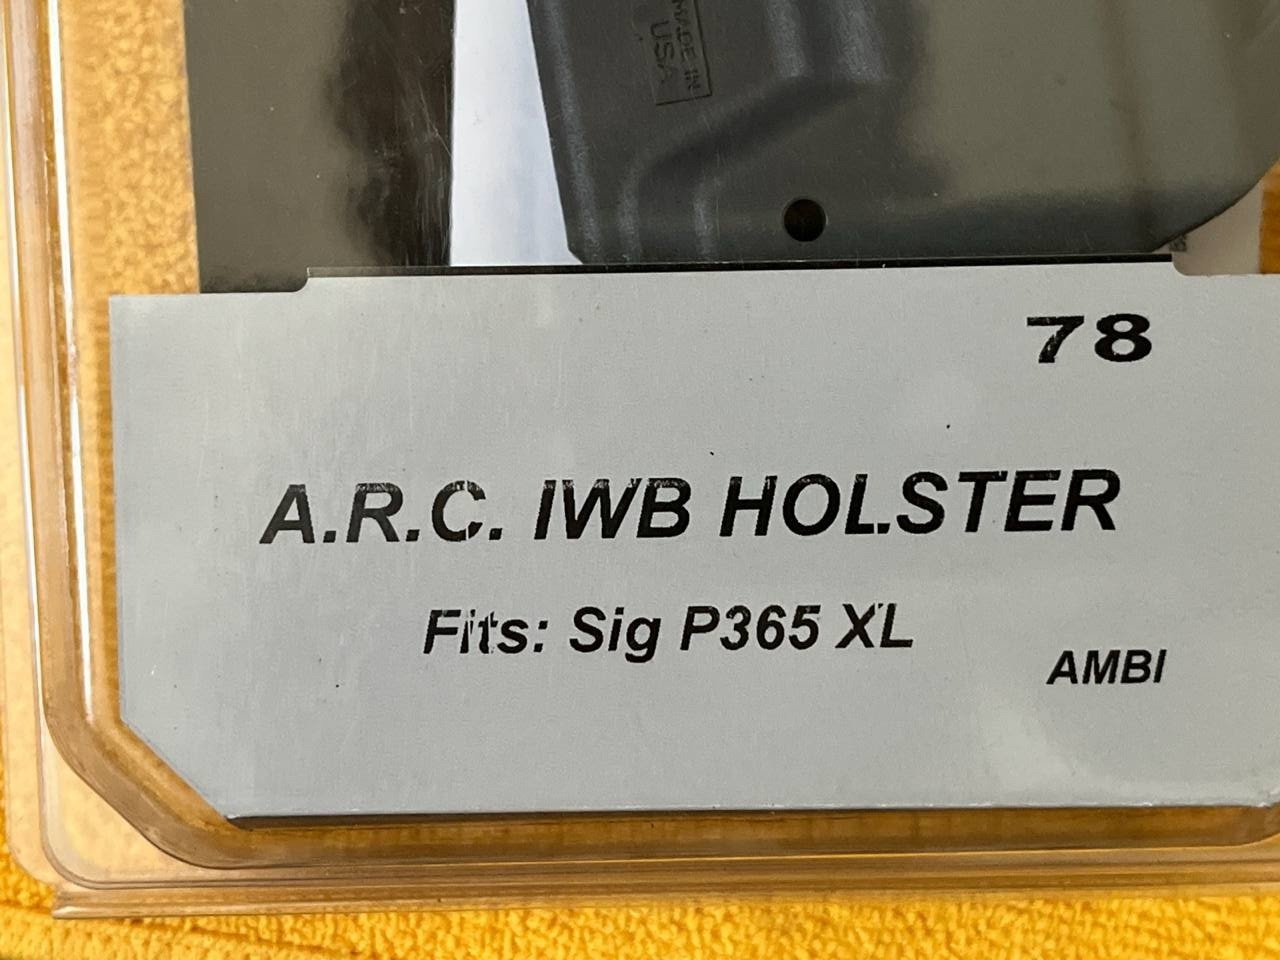 MADE IN
USA
78
A.R.C. IWB HOLSTER
Fits: Sig P365 XL
AMBI